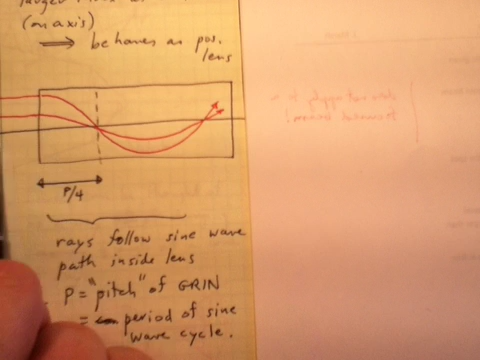 (on axis)
⟹ behaves as pos.
lens
P/4
rays follow sine wave
path inside lens
P = "pitch" of GRIN
= period of sine
wave cycle.